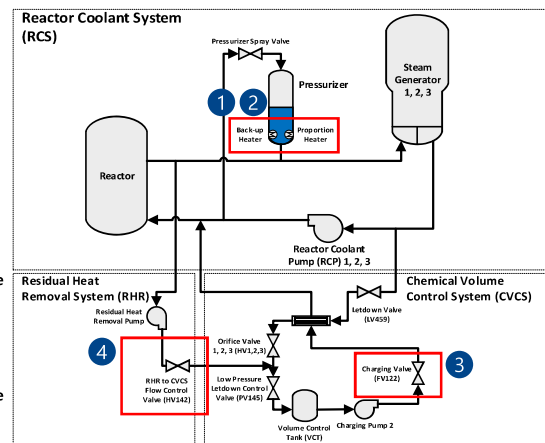 Reactor Coolant System
(RCS)
Pressurizer Spray Valve
Steam
Generator
1, 2, 3
Pressurizer
1
2
Back-up
Heater
Proportion
Heater
Reactor
Reactor Coolant
Pump (RCP) 1, 2, 3
e
Residual Heat
Removal System (RHR)
Chemical Volume
Control System (CVCS)
Residual Heat
Removal Pump
Letdown Valve
(LV459)
4
Orifice Valve
1, 2, 3 (HV1,2,3)
3
Charging Valve
(FV122)
RHR to CVCS
Flow Control
Valve (HV142)
Low Pressure
Letdown Control
Valve (PV145)
e
Volume Control
Tank (VCT)
Charging Pump 2